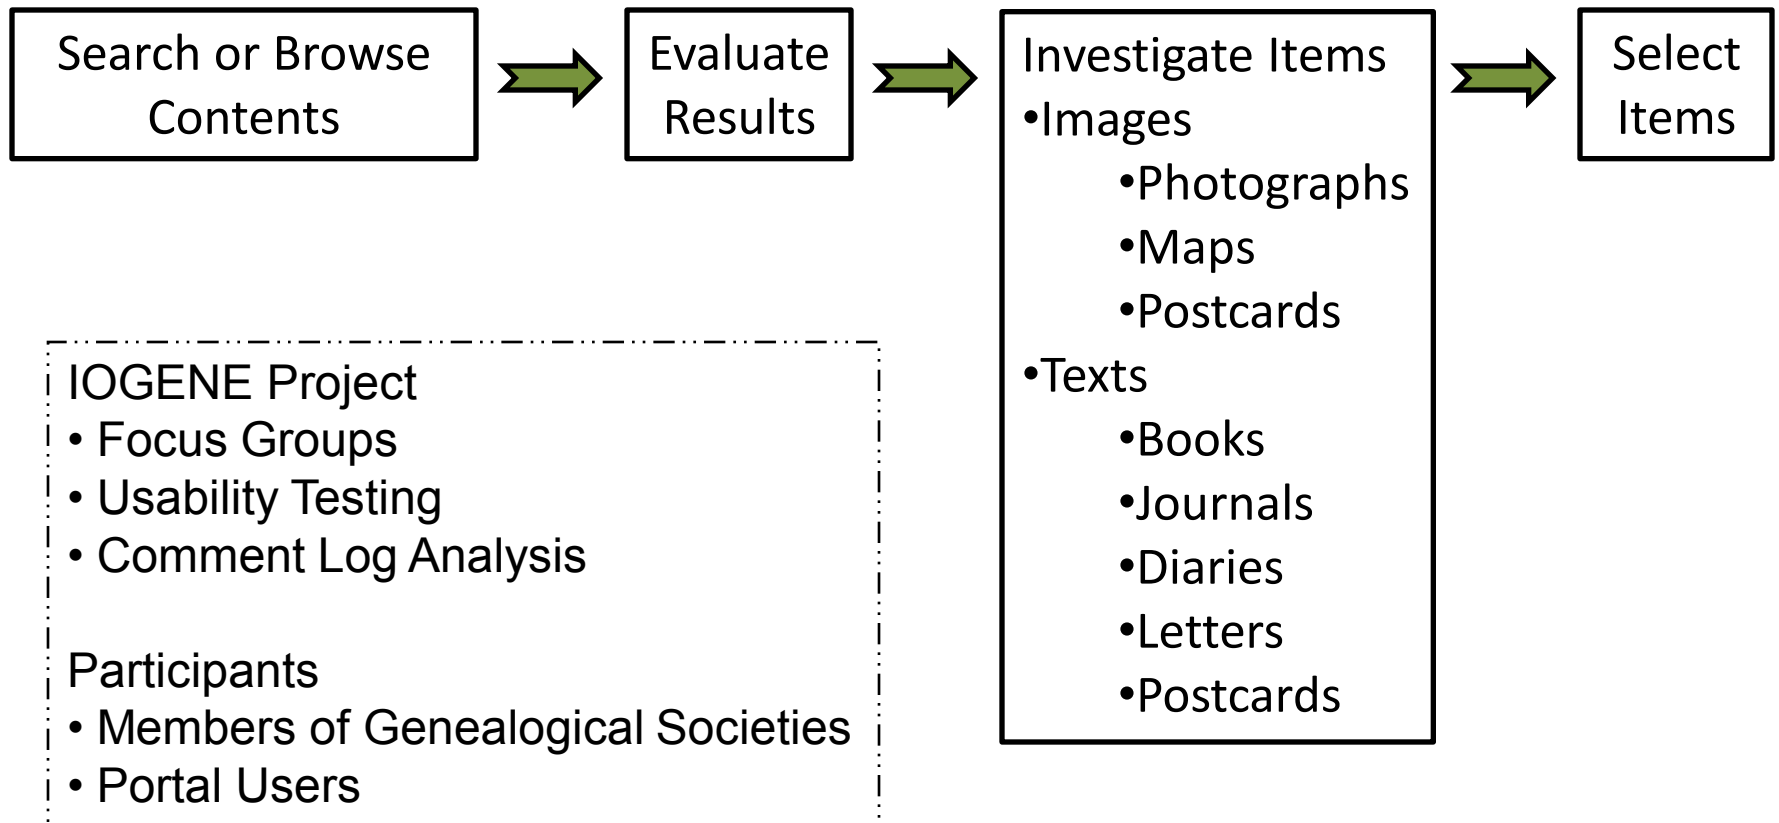 Search or Browse
Contents
Evaluate
Results
Investigate Items
•Images
•Photographs
•Maps
•Postcards
•Texts
•Books
•Journals
•Diaries
•Letters
•Postcards
Select
Items
IOGENE Project
• Focus Groups
• Usability Testing
• Comment Log Analysis
Participants
• Members of Genealogical Societies
• Portal Users